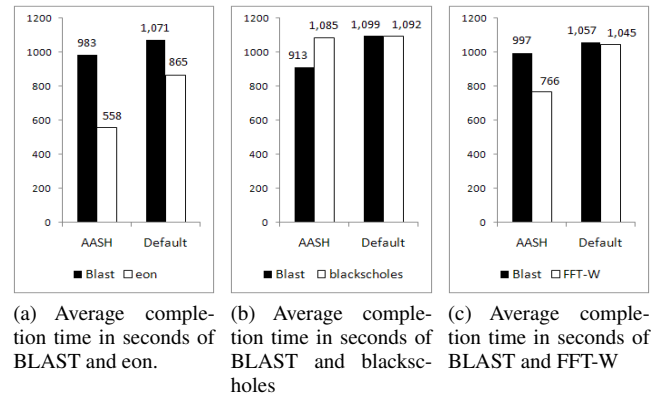 1200
1000
800
600
400
200
0
983
558
1,071
865
AASH
Default
Blast
eon
(a) Average comple-
tion time in seconds of
BLAST and eon.
1200
1000
800
600
400
200
0
913
1,085
1,099
1,092
AASH
Default
Blast
blackscholes
(b) Average comple-
tion time in seconds of
BLAST and blacksc-
holes
1200
1000
800
600
400
200
0
997
766
1,057
1,045
AASH
Default
Blast
FFT-W
(c) Average comple-
tion time in seconds of
BLAST and FFT-W